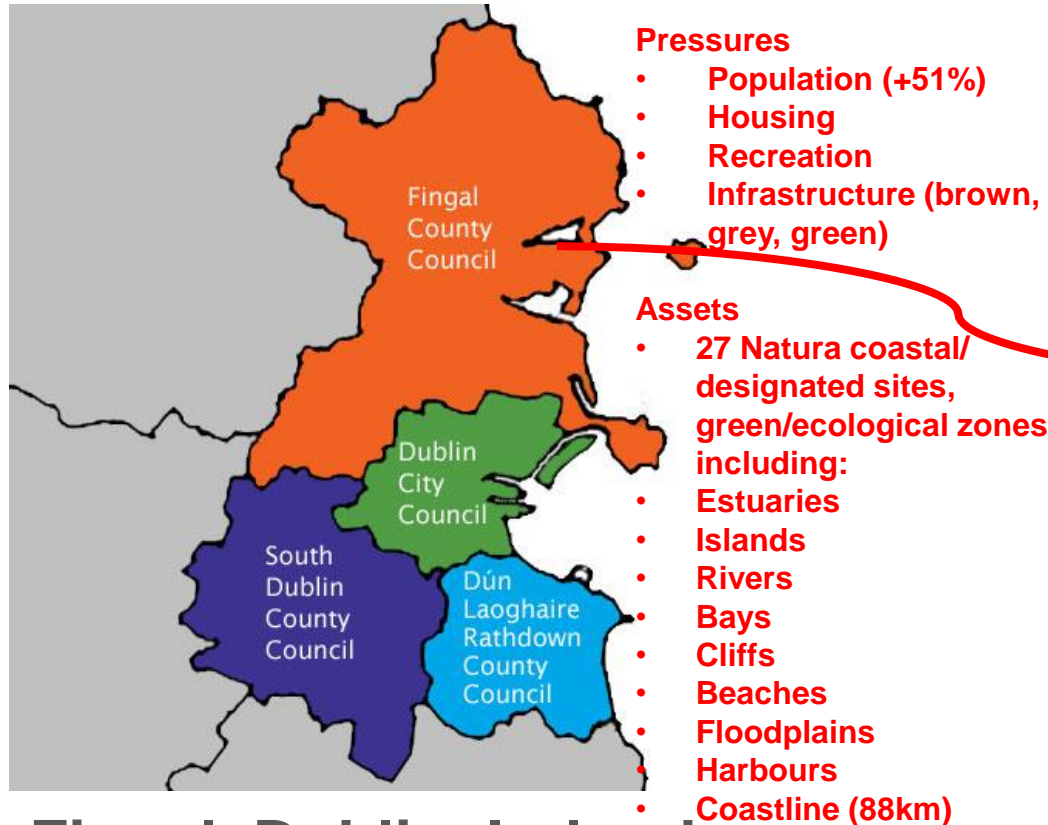 Fingal
County
Council
Dublin
City
Council
South
Dublin
County
Council
Dún
Laoghaire
Rathdown
County
Council
Pressures
• Population (+51%)
• Housing
• Recreation
• Infrastructure (brown,
grey, green)
Assets
• 27 Natura coastal/
designated sites,
green/ecological zones
including:
• Estuaries
• Islands
• Rivers
• Bays
• Cliffs
• Beaches
• Floodplains
• Harbours
• Coastline (88km)